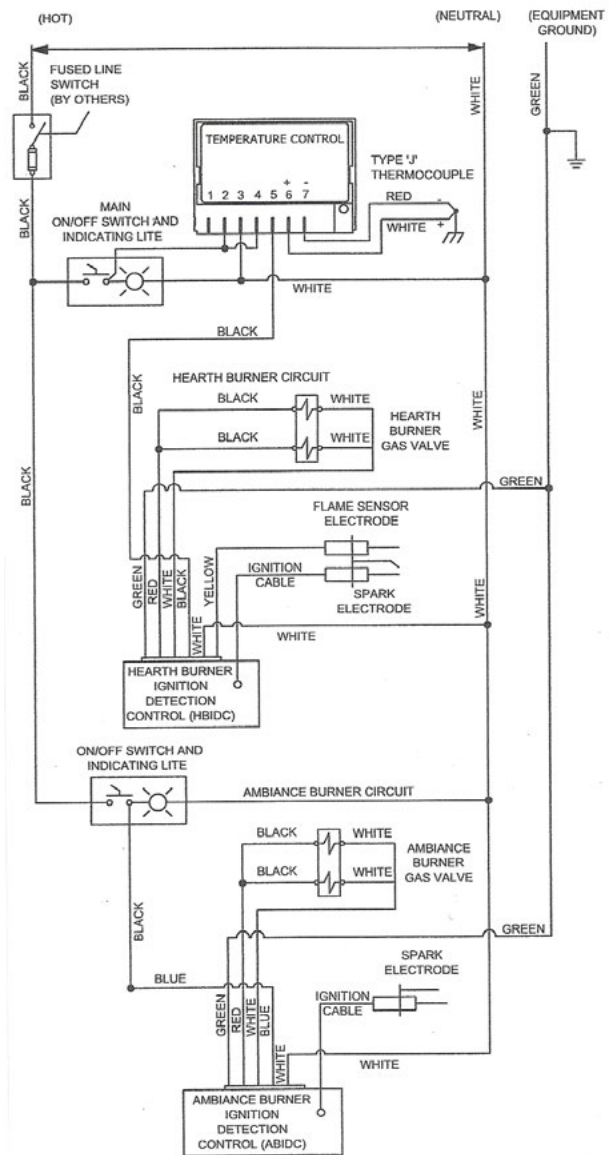 (HOT)
(NEUTRAL)
(EQUIPMENT
GROUND)
BLACK
FUSED LINE
SWITCH
(BY OTHERS)
WHITE
GREEN
TEMPERATURE CONTROL
+ -
1 2 3 4 5 6 7
TYPE 'J'
THERMOCOUPLE
RED
-
WHITE
+
BLACK
MAIN
ON/OFF SWITCH AND
INDICATING LITE
WHITE
BLACK
BLACK
HEARTH BURNER CIRCUIT
BLACK
WHITE
BLACK
WHITE
HEARTH
BURNER
GAS VALVE
WHITE
BLACK
GREEN
FLAME SENSOR
ELECTRODE
IGNITION
CABLE
SPARK
ELECTRODE
GREEN
RED
WHITE
BLACK
WHITE
YELLOW
WHITE
WHITE
HEARTH BURNER
IGNITION
DETECTION
CONTROL (HBIDC)
ON/OFF SWITCH AND
INDICATING LITE
AMBIANCE BURNER CIRCUIT
BLACK
WHITE
BLACK
WHITE
AMBIANCE
BURNER
GAS VALVE
BLACK
GREEN
BLUE
SPARK
ELECTRODE
IGNITION
CABLE
GREEN
RED
WHITE
BLUE
WHITE
WHITE
AMBIANCE BURNER
IGNITION
DETECTION
CONTROL (ABIDC)